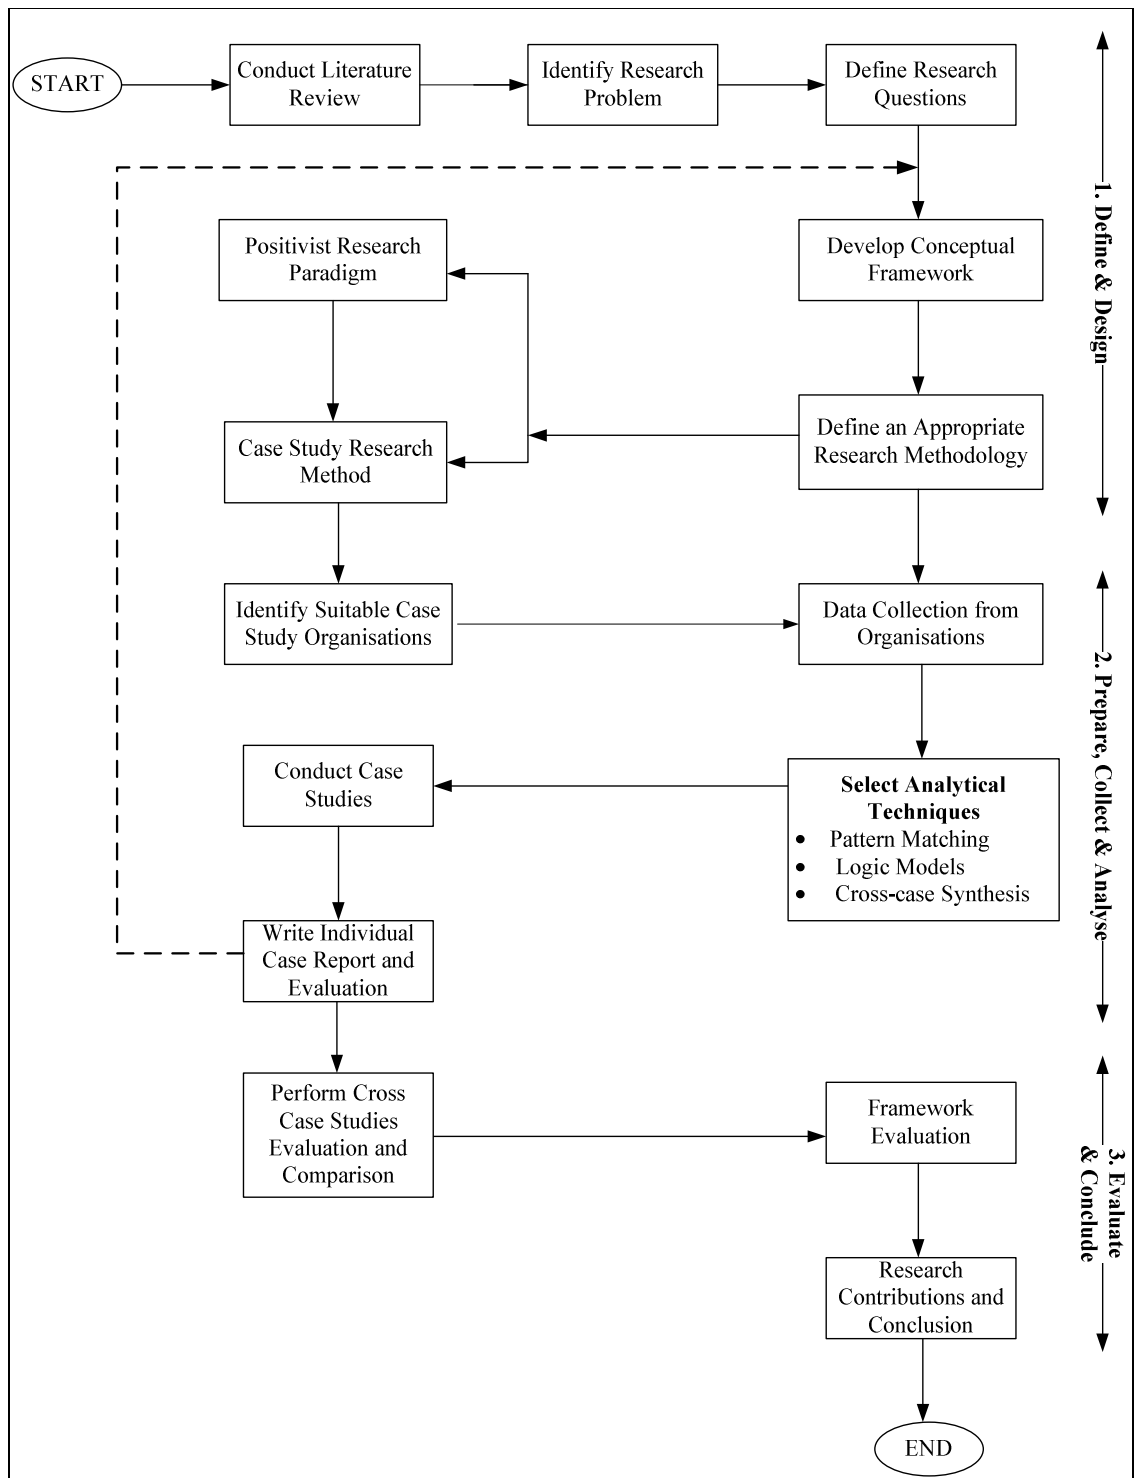 START
Conduct Literature
Review
Identify Research
Problem
Define Research
Questions
Positivist Research
Paradigm
Develop Conceptual
Framework
Case Study Research
Method
Define an Appropriate
Research Methodology
1. Define & Design
Identify Suitable Case
Study Organisations
Data Collection from
Organisations
Conduct Case
Studies
Select Analytical
Techniques
• Pattern Matching
• Logic Models
• Cross-case Synthesis
Write Individual
Case Report and
Evaluation
2. Prepare, Collect & Analyse
Perform Cross
Case Studies
Evaluation and
Comparison
Framework
Evaluation
Research
Contributions and
Conclusion
3. Evaluate
& Conclude
END